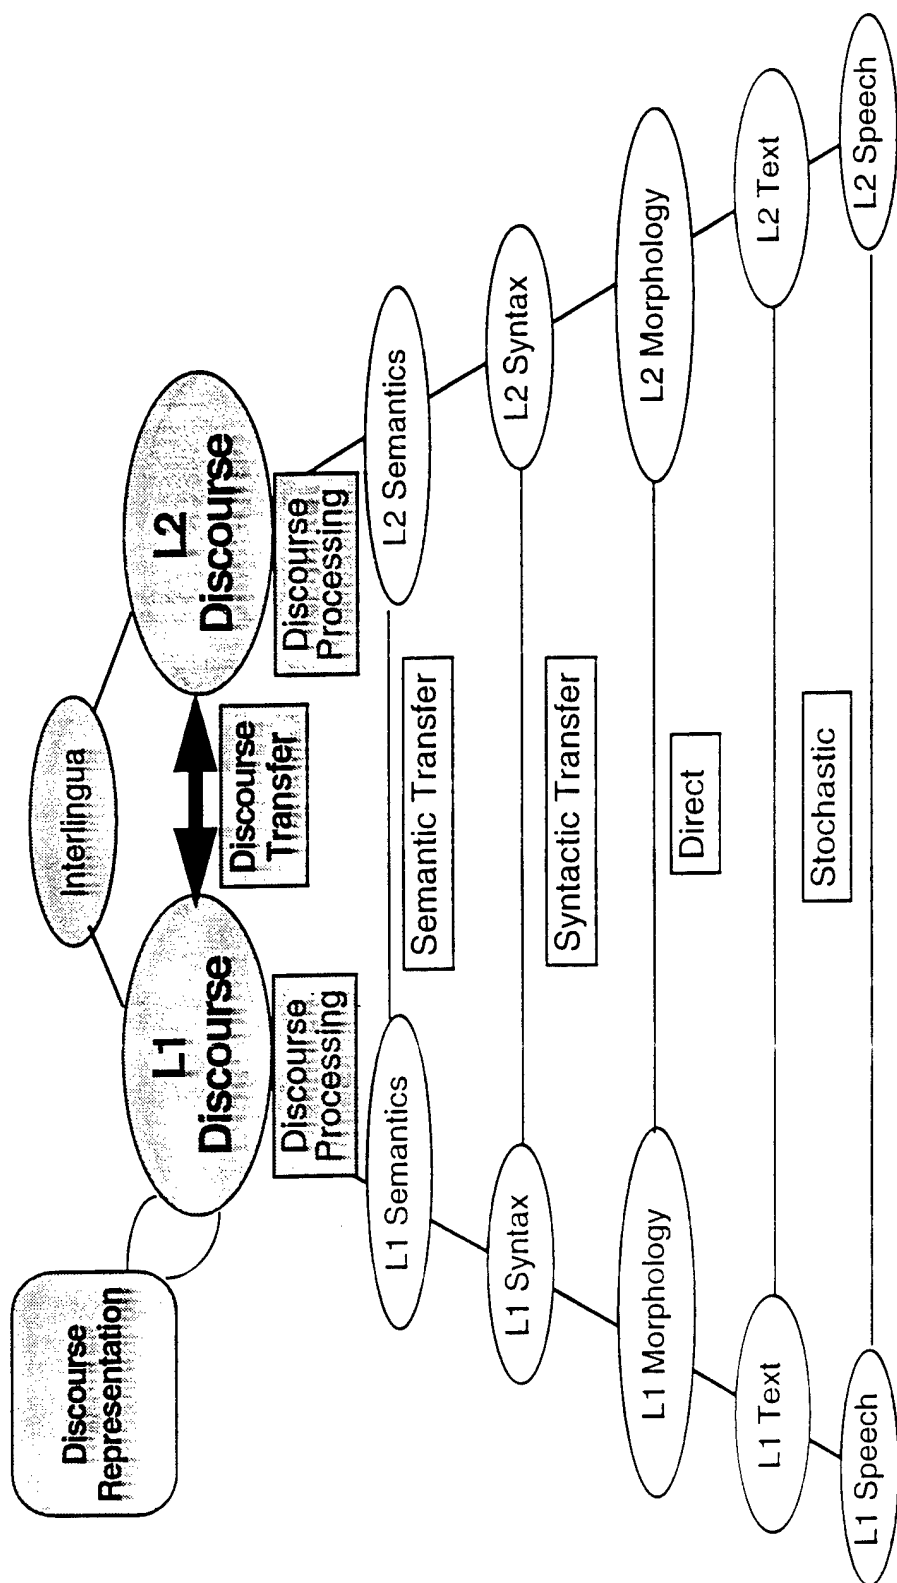 Interlingua
Discourse
Representation
L1
Discourse
L2
Discourse
Discourse
Transfer
Discourse
Processing
Discourse
Processing
L1 Semantics
L2 Semantics
Semantic Transfer
L1 Syntax
L2 Syntax
Syntactic Transfer
L1 Morphology
L2 Morphology
Direct
L1 Text
L2 Text
Stochastic
L1 Speech
L2 Speech